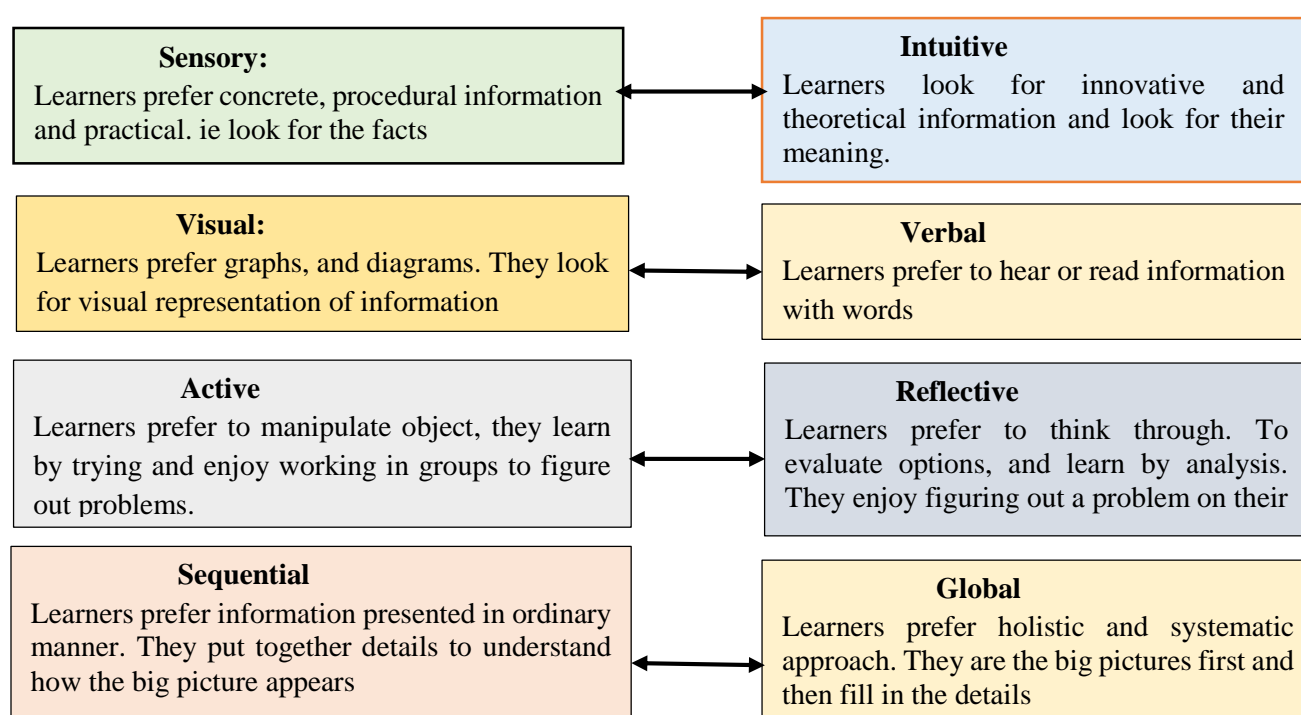 Sensory:
Learners prefer concrete, procedural information
and practical. ie look for the facts
Intuitive
Learners look for innovative and
theoretical information and look for their
meaning.
Visual:
Learners prefer graphs, and diagrams. They look
for visual representation of information
Verbal
Learners prefer to hear or read information
with words
Active
Learners prefer to manipulate object, they learn
by trying and enjoy working in groups to figure
out problems.
Reflective
Learners prefer to think through. To
evaluate options, and learn by analysis.
They enjoy figuring out a problem on their
Sequential
Learners prefer information presented in ordinary
manner. They put together details to understand
how the big picture appears
Global
Learners prefer holistic and systematic
approach. They are the big pictures first and
then fill in the details